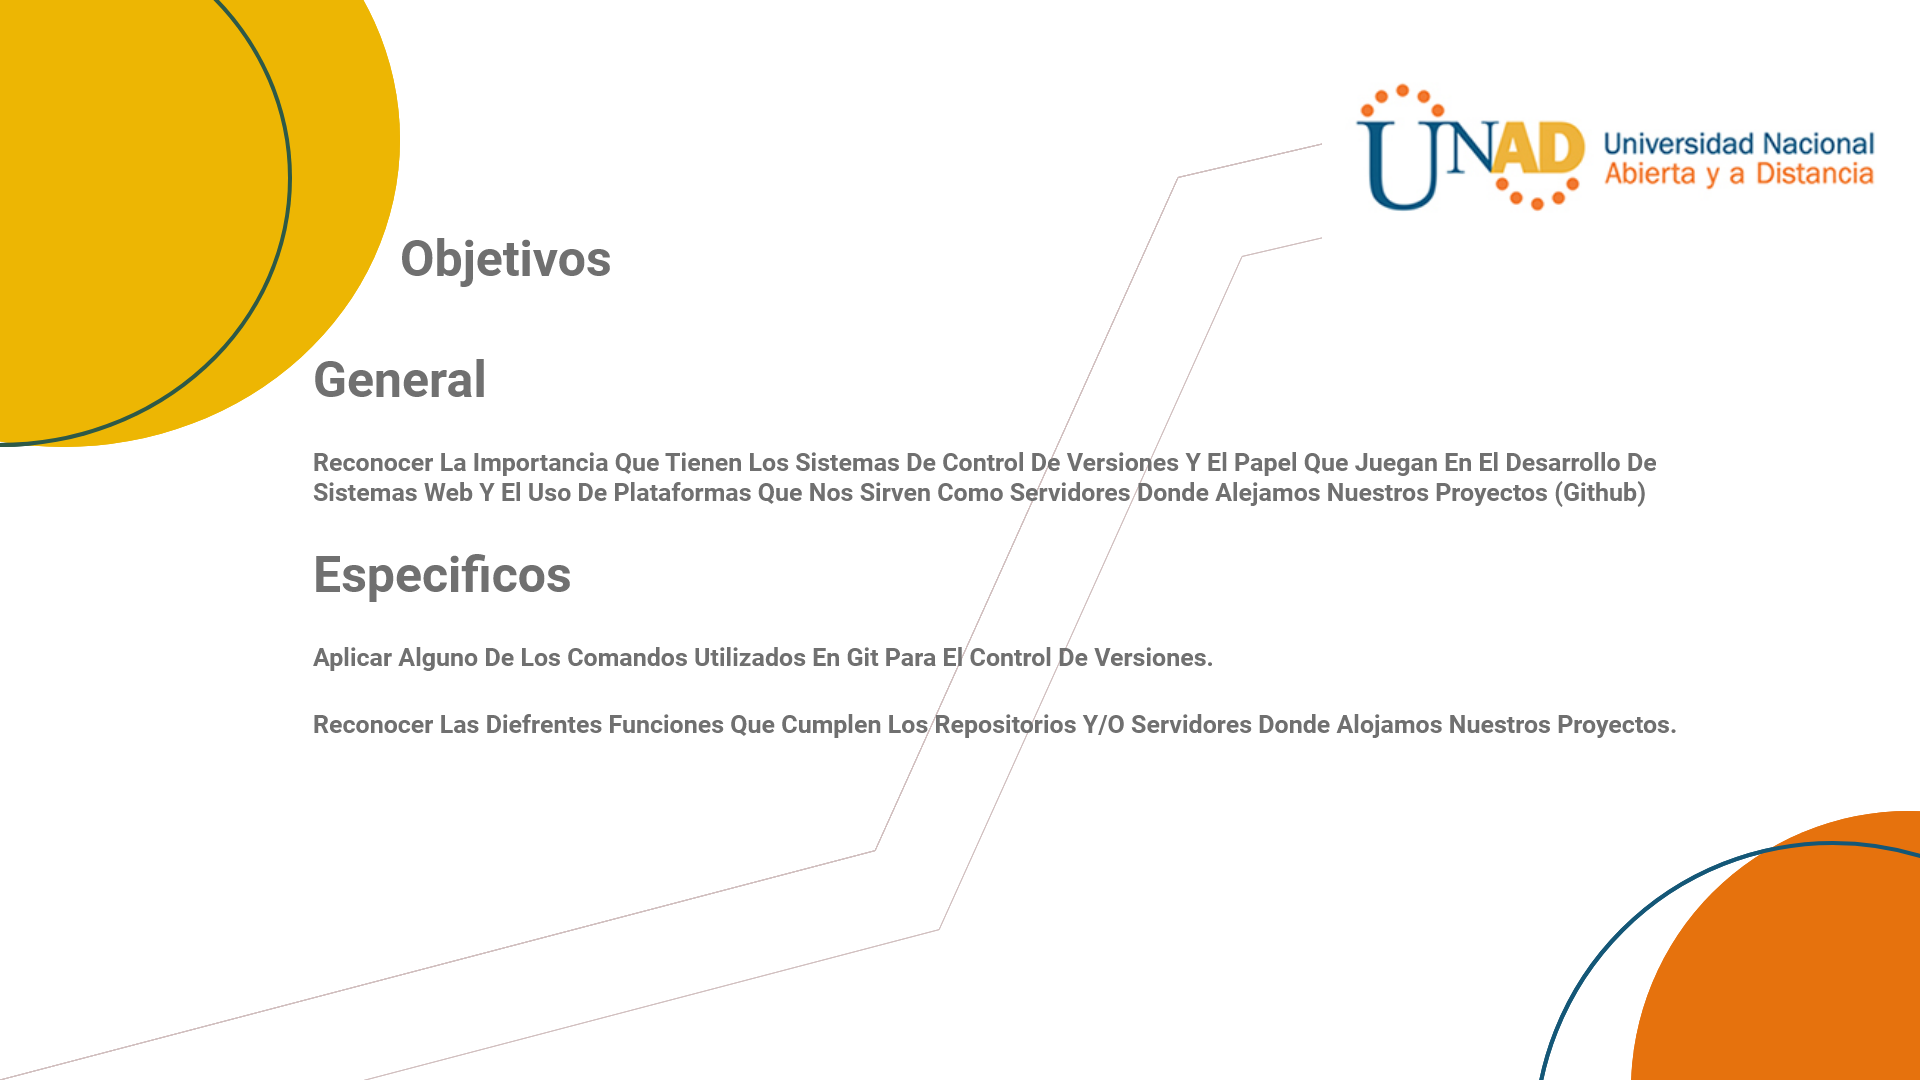 UNAD Universidad Nacional
Abierta y a Distancia
Objetivos
General
Reconocer La Importancia Que Tienen Los Sistemas De Control De Versiones Y El Papel Que Juegan En El Desarrollo De
Sistemas Web Y El Uso De Plataformas Que Nos Sirven Como Servidores Donde Alejamos Nuestros Proyectos (Github)
Especificos
Aplicar Alguno De Los Comandos Utilizados En Git Para El Control De Versiones.
Reconocer Las Diefrentes Funciones Que Cumplen Los Repositorios Y/O Servidores Donde Alojamos Nuestros Proyectos.